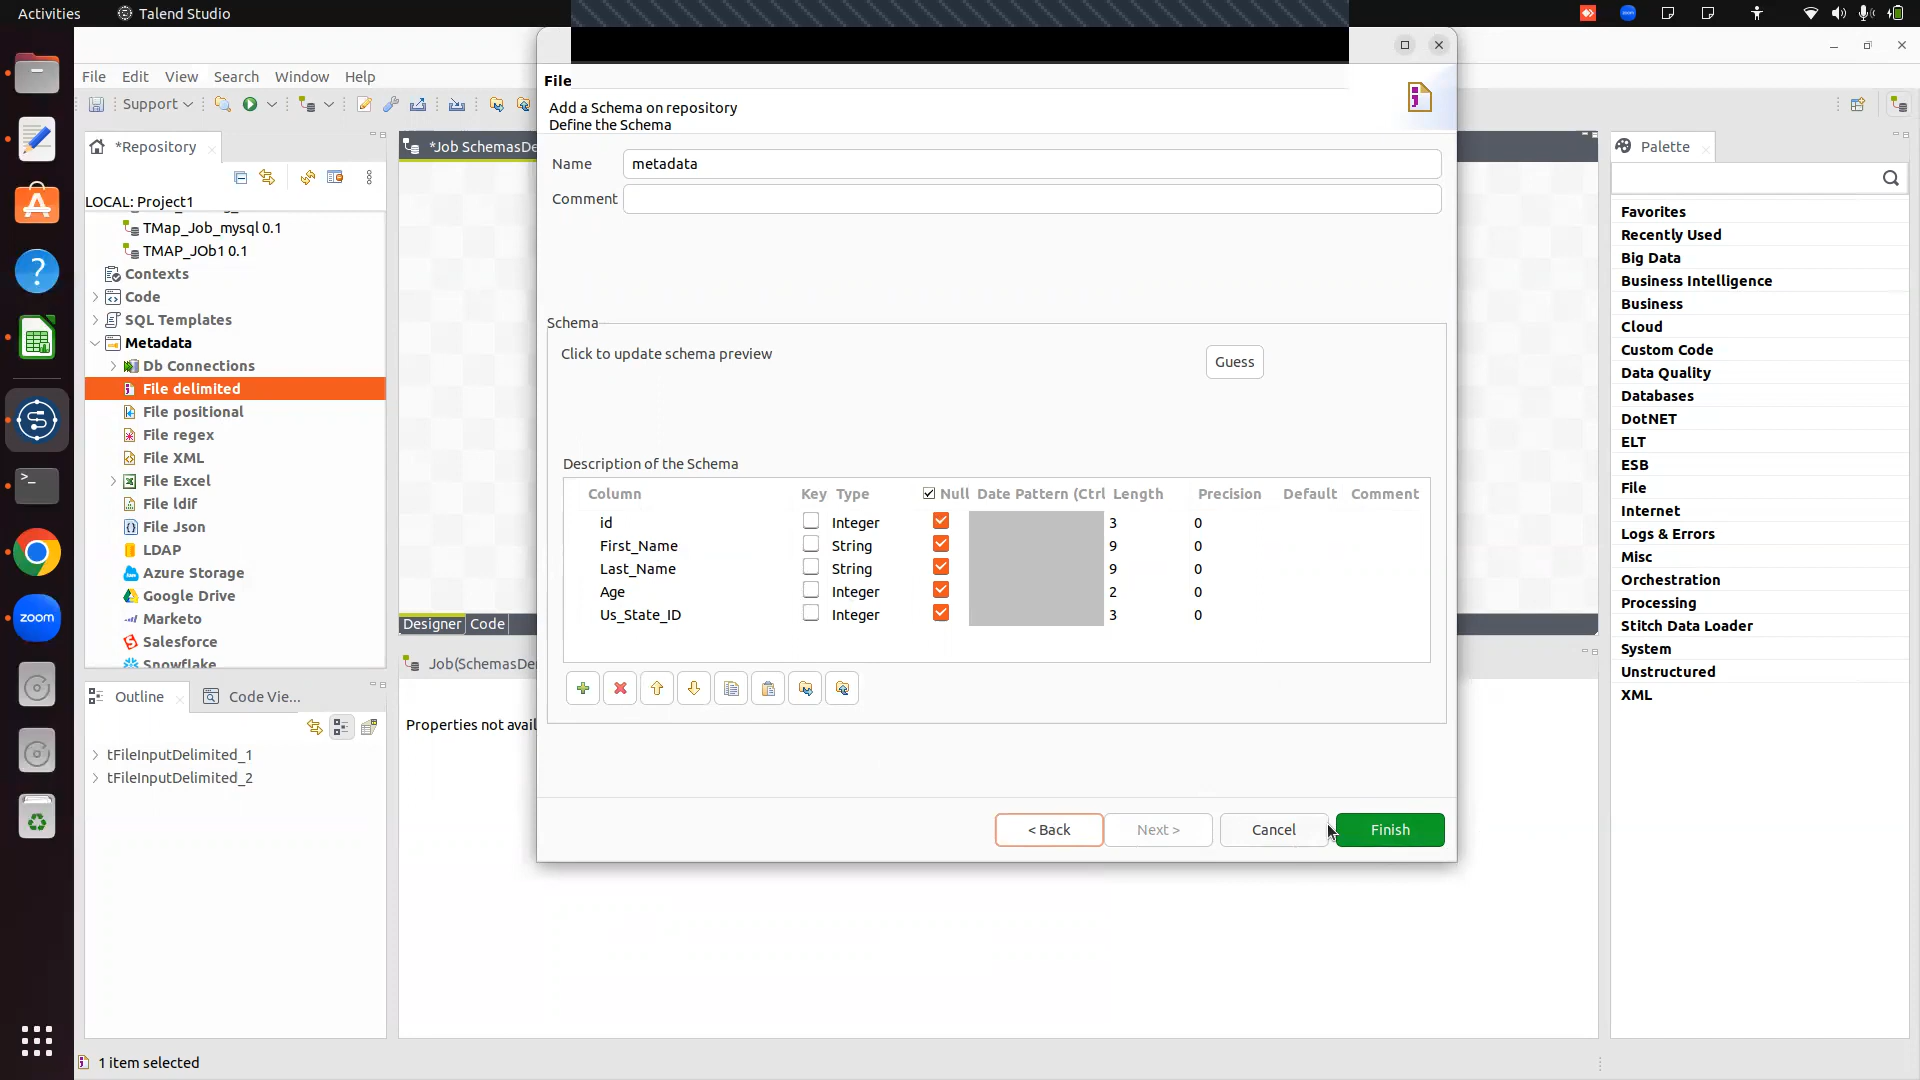 Activities
Talend Studio
File Edit View Search Window Help
Support
*Repository
LOCAL: Project1
TMap_Job_mysql 0.1
TMAP_JOb1 0.1
Contexts
Code
SQL Templates
Metadata
Db Connections
File delimited
File positional
File regex
File XML
File Excel
File ldif
File Json
LDAP
Azure Storage
Google Drive
Marketo
Salesforce
Snowflake
Outline
Code Vie...
tFileInputDelimited_1
tFileInputDelimited_2
1 item selected
*Job SchemasDe
Designer
Code
Job(SchemasDe
Properties not avail
File
Add a Schema on repository
Define the Schema
Name metadata
Comment
Schema
Click to update schema preview
Guess
Description of the Schema
Column Key Type Null Date Pattern (Ctrl Length Precision Default Comment
id Integer 3 0
First_Name String 9 0
Last_Name String 9 0
Age Integer 2 0
Us_State_ID Integer 3 0
< Back
Next >
Cancel
Finish
Palette
Favorites
Recently Used
Big Data
Business Intelligence
Business
Cloud
Custom Code
Data Quality
Databases
DotNET
ELT
ESB
File
Internet
Logs & Errors
Misc
Orchestration
Processing
Stitch Data Loader
System
Unstructured
XML
zoom